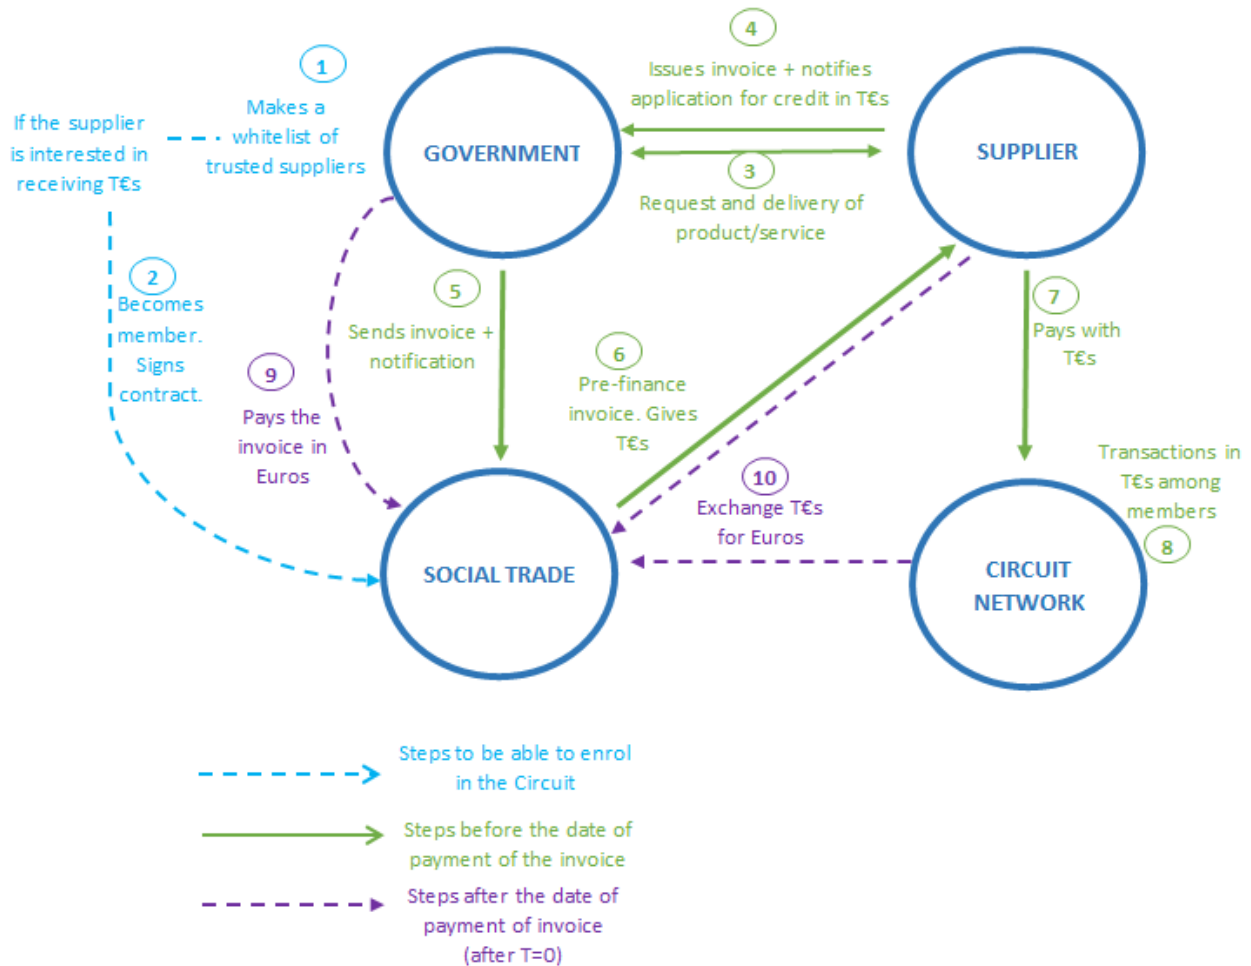 1
Makes a
whitelist of
trusted suppliers
If the supplier
is interested in
receiving T€s
GOVERNMENT
4
Issues invoice + notifies
application for credit in T€s
3
Request and delivery of
product/service
SUPPLIER
2
Becomes
member.
Signs
contract.
5
Sends invoice +
notification
9
Pays the
invoice in
Euros
6
Pre-finance
invoice. Gives
T€s
7
Pays with
T€s
10
Exchange T€s
for Euros
Transactions in
T€s among
members
8
SOCIAL TRADE
CIRCUIT
NETWORK
Steps to be able to enrol
in the Circuit
Steps before the date of
payment of the invoice
Steps after the date of
payment of invoice
(after T=0)